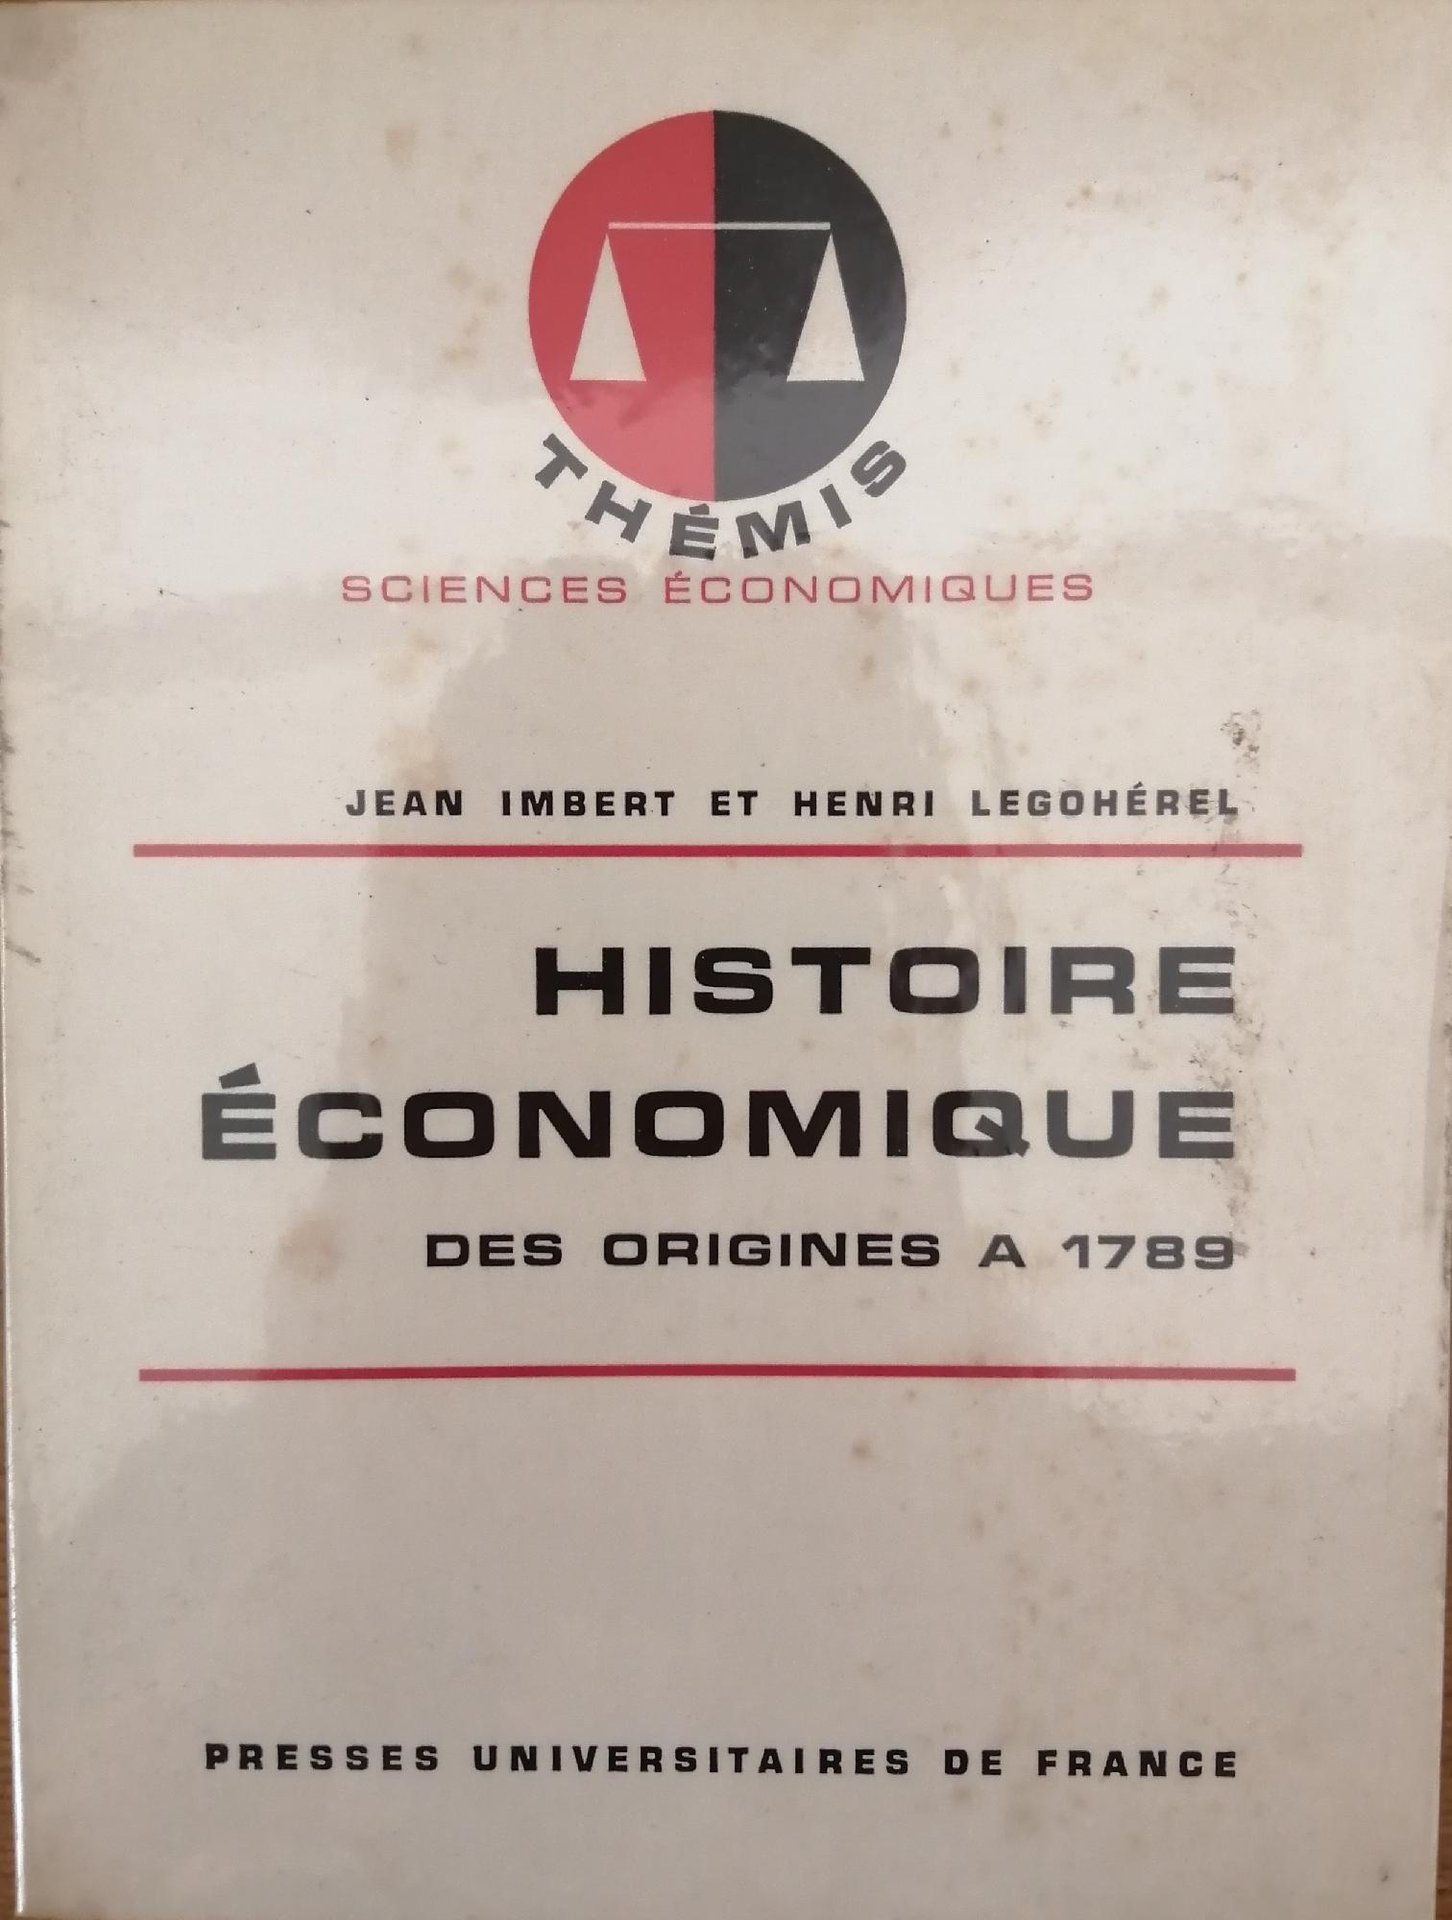 THÉMIS
SCIENCES ÉCONOMIQUES
JEAN IMBERT ET HENRI LEGOHÉREL
HISTOIRE
ÉCONOMIQUE
DES ORIGINES A 1789
PRESSES UNIVERSITAIRES DE FRANCE